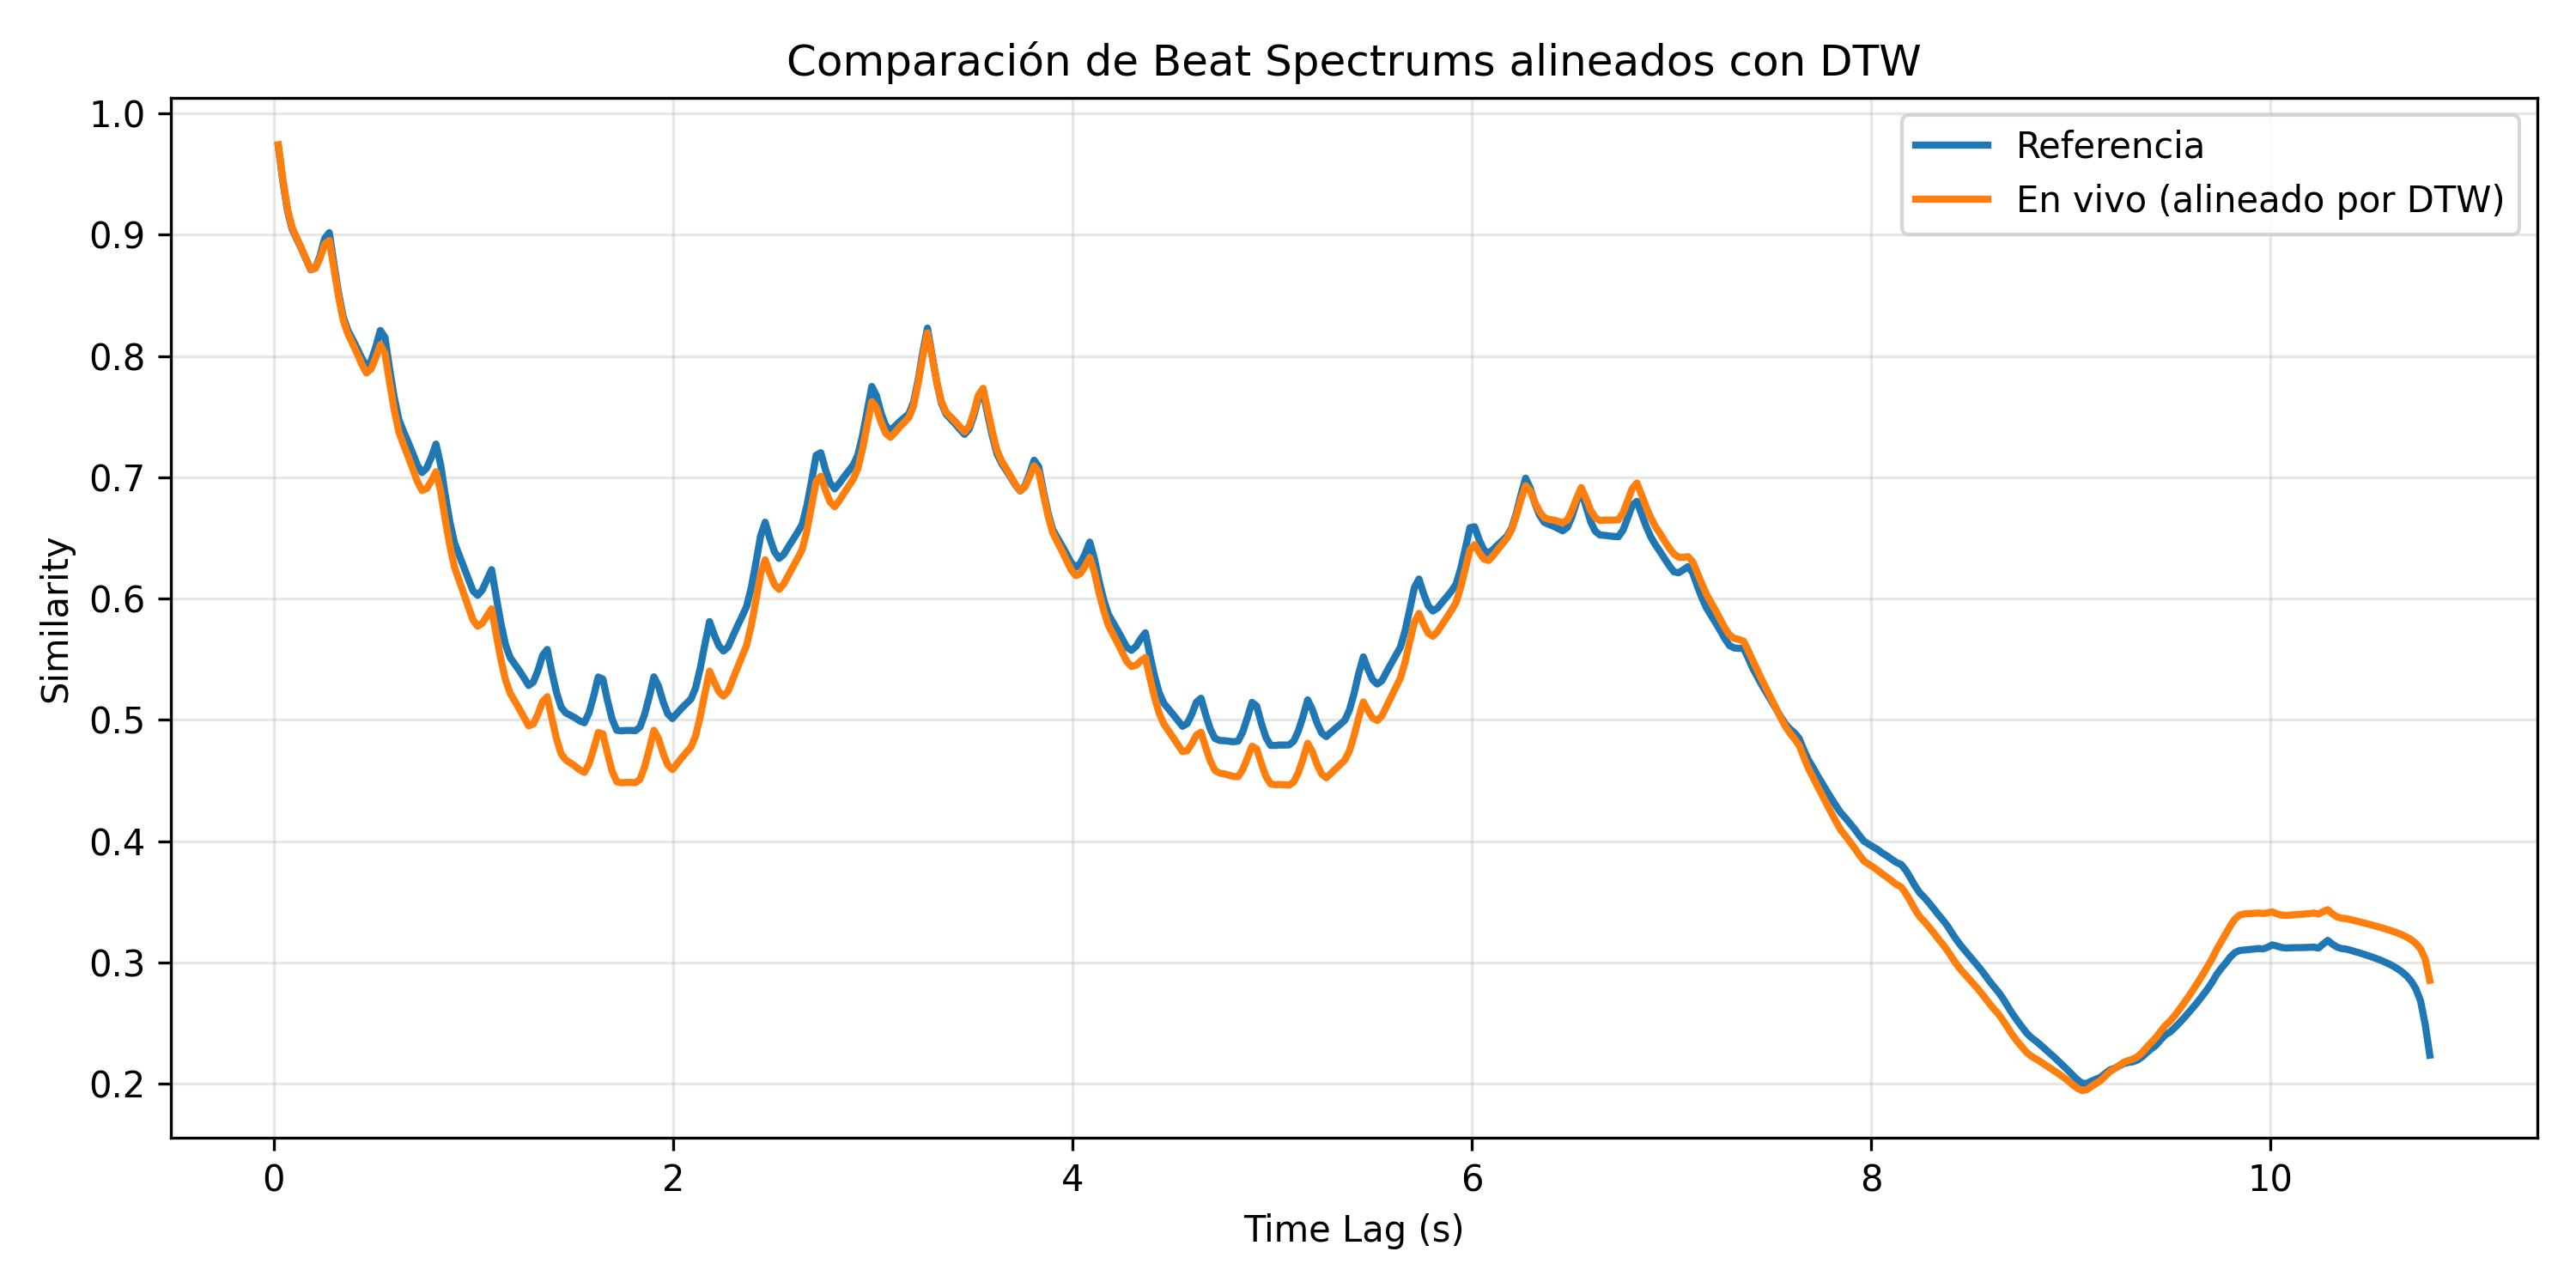 Comparación de Beat Spectrums alineados con DTW
Referencia
En vivo (alineado por DTW)
Similarity
1.0
0.9
0.8
0.7
0.6
0.5
0.4
0.3
0.2
0 2 4 6 8 10
Time Lag (s)